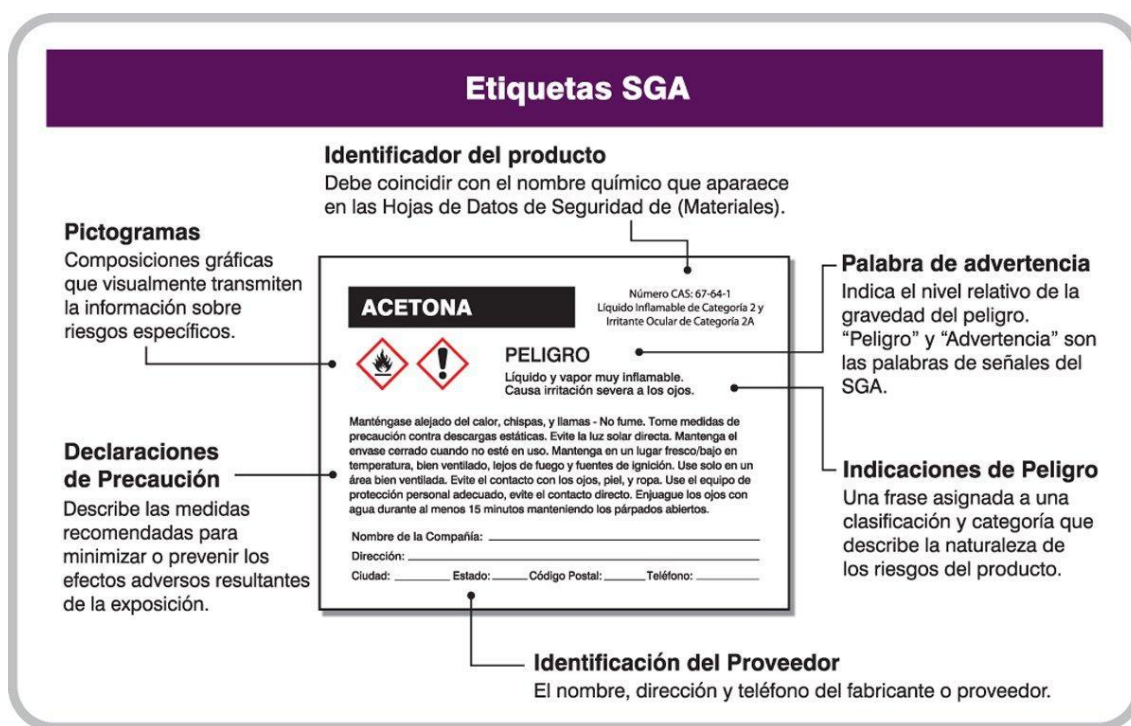 Etiquetas SGA
Identificador del producto
Debe coincidir con el nombre químico que aparaece
en las Hojas de Datos de Seguridad de (Materiales).
Pictogramas
Composiciones gráficas
que visualmente transmiten
la información sobre
riesgos específicos.
Declaraciones
de Precaución
Describe las medidas
recomendadas para
minimizar o prevenir los
efectos adversos resultantes
de la exposición.
ACETONA
Número CAS: 67-64-1
Líquido Inflamable de Categoría 2 y
Irritante Ocular de Categoría 2A
PELIGRO
Líquido y vapor muy inflamable.
Causa irritación severa a los ojos.
Manténgase alejado del calor, chispas, y llamas - No fume. Tome medidas de
precaución contra descargas estáticas. Evite la luz solar directa. Mantenga el
envase cerrado cuando no esté en uso. Mantenga en un lugar fresco/bajo en
temperatura, bien ventilado, lejos de fuego y fuentes de ignición. Use solo en un
área bien ventilada. Evite el contacto con los ojos, piel, y ropa. Use el equipo de
protección personal adecuado, evite el contacto directo. Enjuague los ojos con
agua durante al menos 15 minutos manteniendo los párpados abiertos.
Nombre de la Compañía:
Dirección:
Ciudad: Estado: Código Postal: Teléfono:
Palabra de advertencia
Indica el nivel relativo de la
gravedad del peligro.
“Peligro” y “Advertencia” son
las palabras de señales del
SGA.
Indicaciones de Peligro
Una frase asignada a una
clasificación y categoría que
describe la naturaleza de
los riesgos del producto.
Identificación del Proveedor
El nombre, dirección y teléfono del fabricante o proveedor.